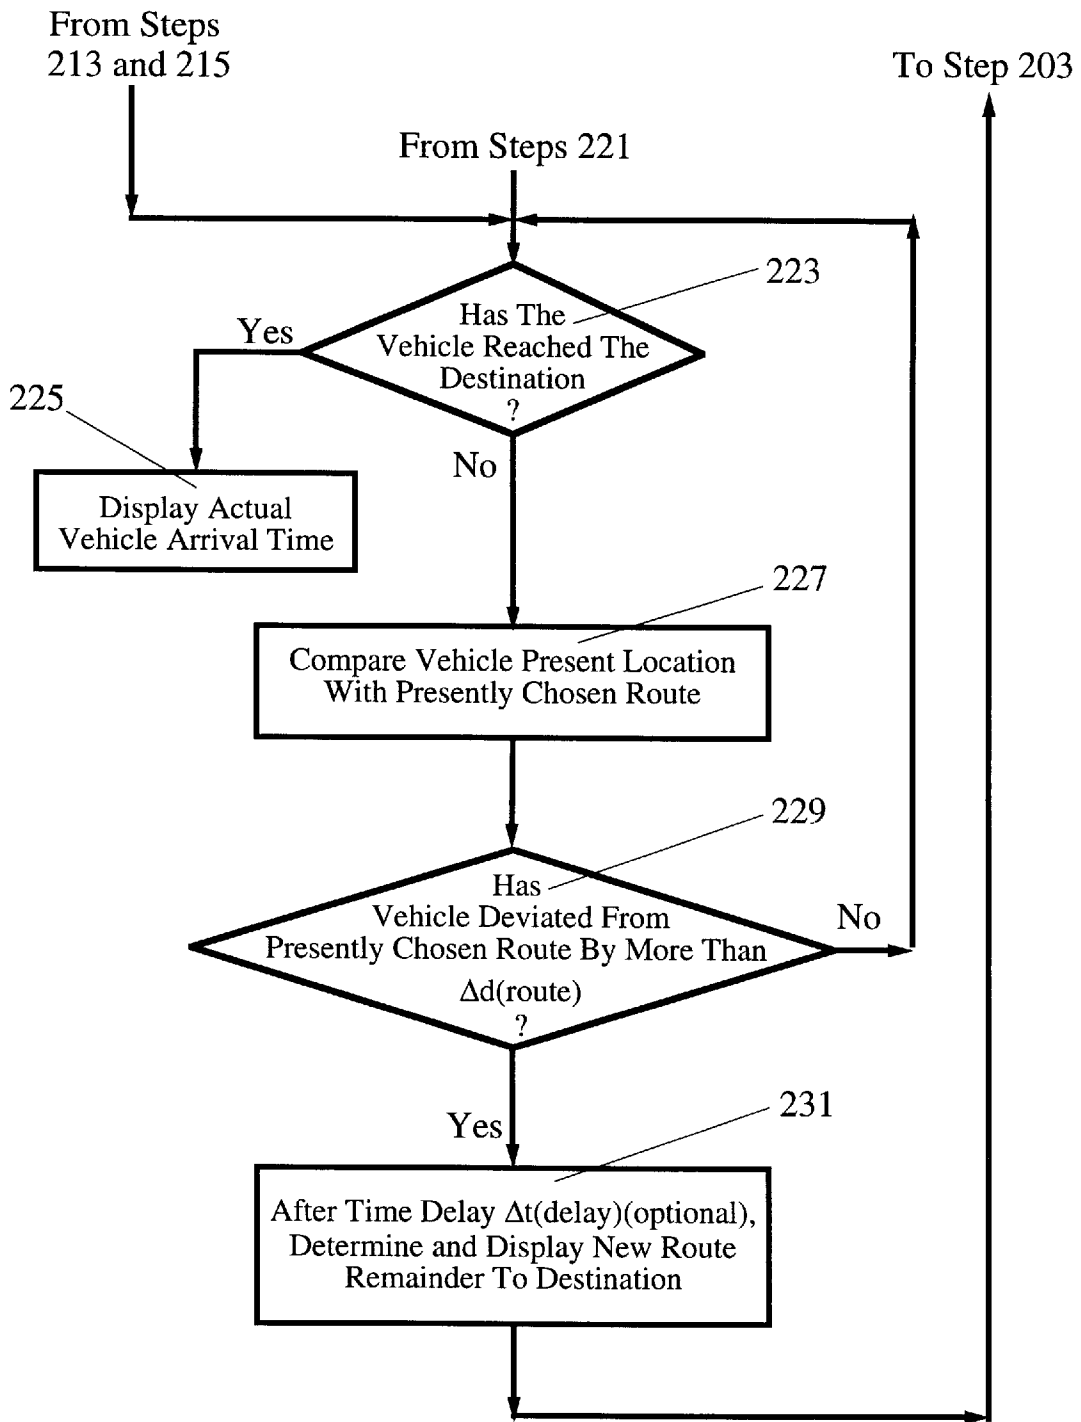 From Steps
213 and 215
To Step 203
From Steps 221
223
Has The
Vehicle Reached The
Destination
?
Yes
No
225
Display Actual
Vehicle Arrival Time
227
Compare Vehicle Present Location
With Presently Chosen Route
229
Has
Vehicle Deviated From
Presently Chosen Route By More Than
Δd(route)
?
No
Yes
231
After Time Delay Δt(delay)(optional),
Determine and Display New Route
Remainder To Destination